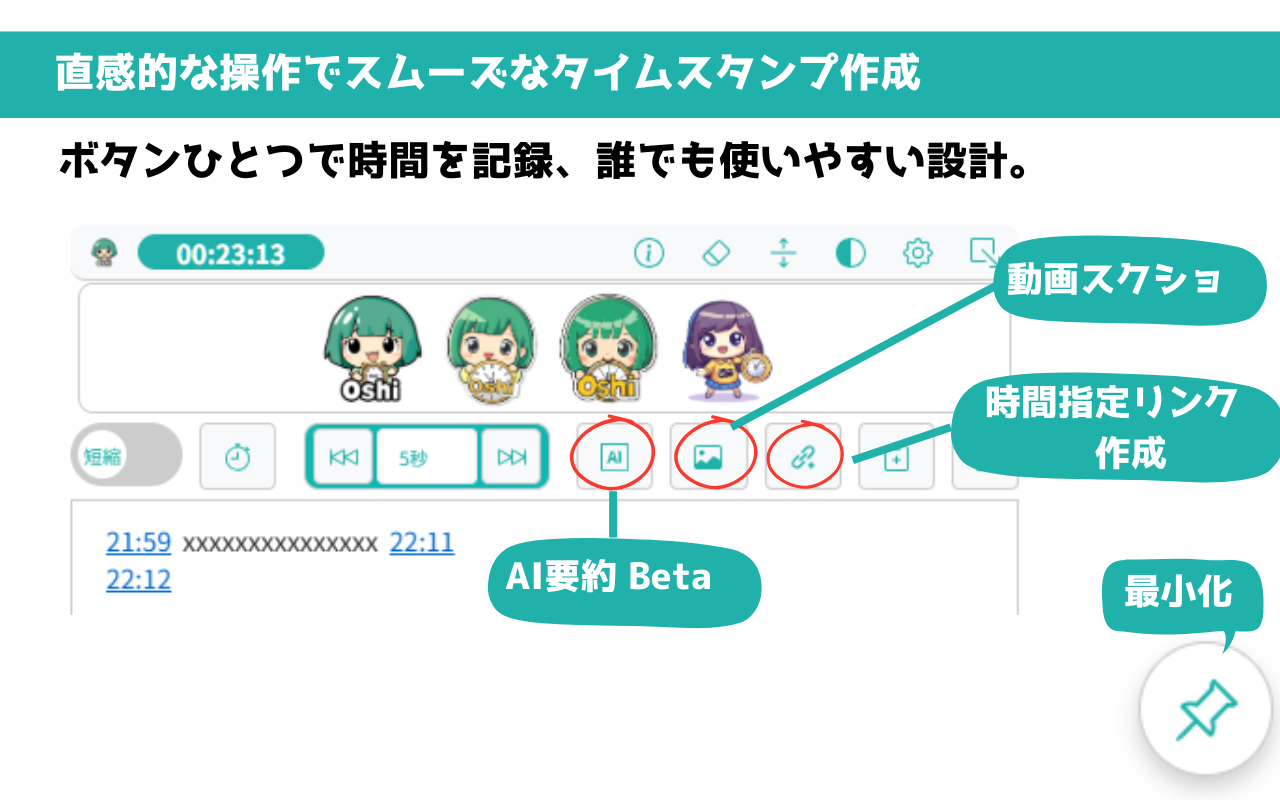 直感的な操作でスムーズなタイムスタンプ作成
ボタンひとつで時間を記録、誰でも使いやすい設計。
00:23:13
動画スクショ
Oshi
Oshi
Oshi
時間指定リンク
作成
短縮
5秒
AI
21:59 xxxxxxxxxxxxxxx 22:11
22:12
AI要約 Beta
最小化